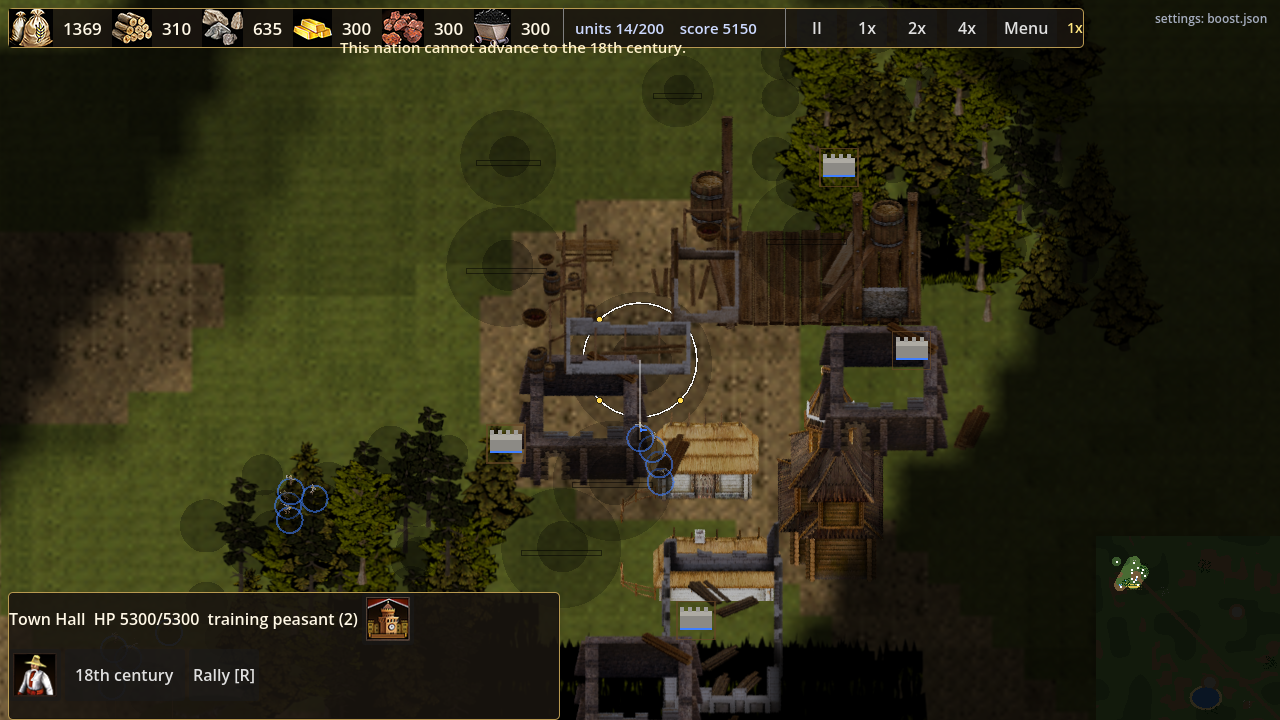 1369 310 635 300 300 300 units 14/200 score 5150 II 1x 2x 4x Menu 1x
settings: boost.json
This nation cannot advance to the 18th century.
Town Hall HP 5300/5300 training peasant (2)
18th century Rally [R]